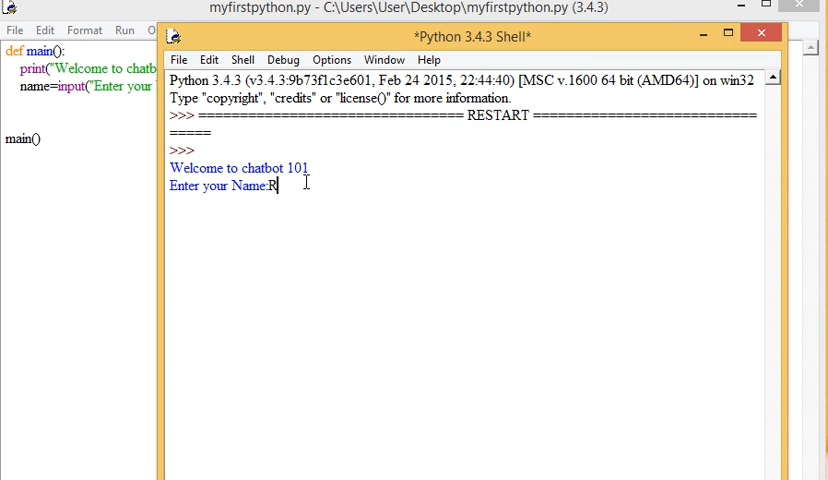 myfirstpython.py - C:\Users\User\Desktop\myfirstpython.py (3.4.3)
File Edit Format Run
def main():
print("Welcome to chatb
name=input("Enter your
main()
*Python 3.4.3 Shell*
File Edit Shell Debug Options Window Help
Python 3.4.3 (v3.4.3:9b73f1c3e601, Feb 24 2015, 22:44:40) [MSC v.1600 64 bit (AMD64)] on win32
Type "copyright", "credits" or "license()" for more information.
>>> ================================ RESTART ================================
>>>
Welcome to chatbot 101
Enter your Name:R